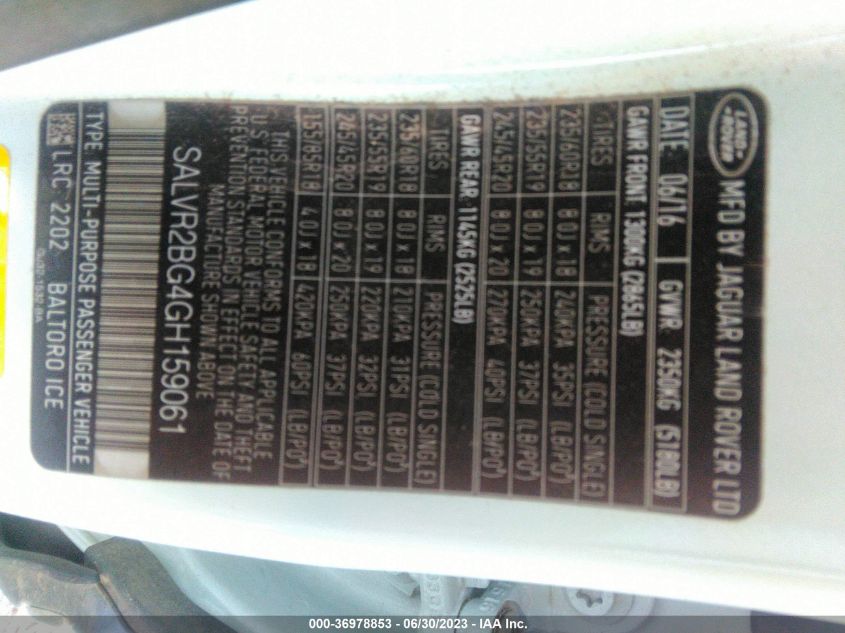 LAND ROVER
MFD BY JAGUAR LAND ROVER LTD
DATE 06/16 GVWR 2350KG (5180LB)
GAWR FRONT 1300KG (2865LB)
TIRES RIMS PRESSURE (COLD SINGLE)
235/60R18 8.0J × 18 240KPA 35PSI (LB/PO²)
235/55R19 8.0J × 19 250KPA 37PSI (LB/PO²)
245/45R20 8.0J × 20 270KPA 40PSI (LB/PO²)
GAWR REAR 1145KG (2525LB)
TIRES RIMS PRESSURE (COLD SINGLE)
235/60R18 8.0J × 18 210KPA 31PSI (LB/PO²)
235/55R19 8.0J × 19 220KPA 32PSI (LB/PO²)
245/45R20 8.0J × 20 250KPA 37PSI (LB/PO²)
155/85R18 4.0J × 18 420KPA 60PSI (LB/PO²)
THIS VEHICLE CONFORMS TO ALL APPLICABLE
U.S. FEDERAL MOTOR VEHICLE SAFETY AND THEFT
PREVENTION STANDARDS IN EFFECT ON THE DATE OF
MANUFACTURE SHOWN ABOVE
SALVR2BG4GH159061
TYPE: MULTI-PURPOSE PASSENGER VEHICLE
LRC 2202 BALTORO ICE
000-36978853 - 06/30/2023 - IAA Inc.